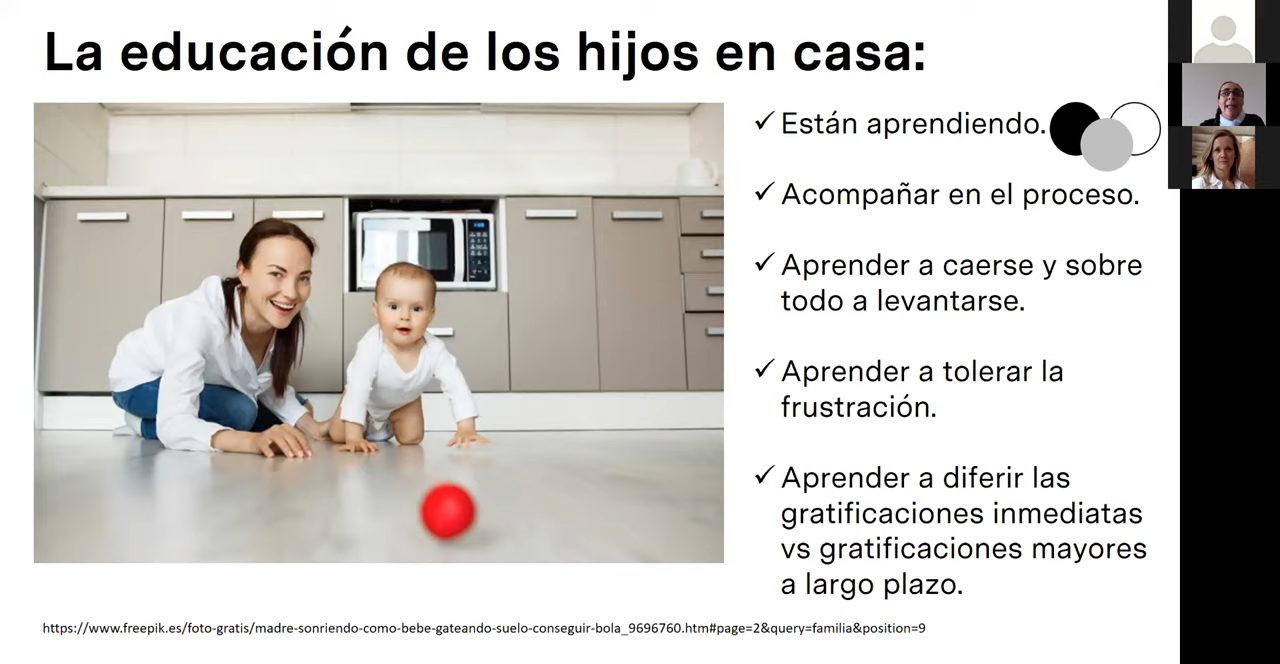 La educación de los hijos en casa:
✓ Están aprendiendo.
✓ Acompañar en el proceso.
✓ Aprender a caerse y sobre
todo a levantarse.
✓ Aprender a tolerar la
frustración.
✓ Aprender a diferir las
gratificaciones inmediatas
vs gratificaciones mayores
a largo plazo.
https://www.freepik.es/foto-gratis/madre-sonriendo-como-bebe-gateando-suelo-conseguir-bola_9696760.htm#page=2&query=familia&position=9